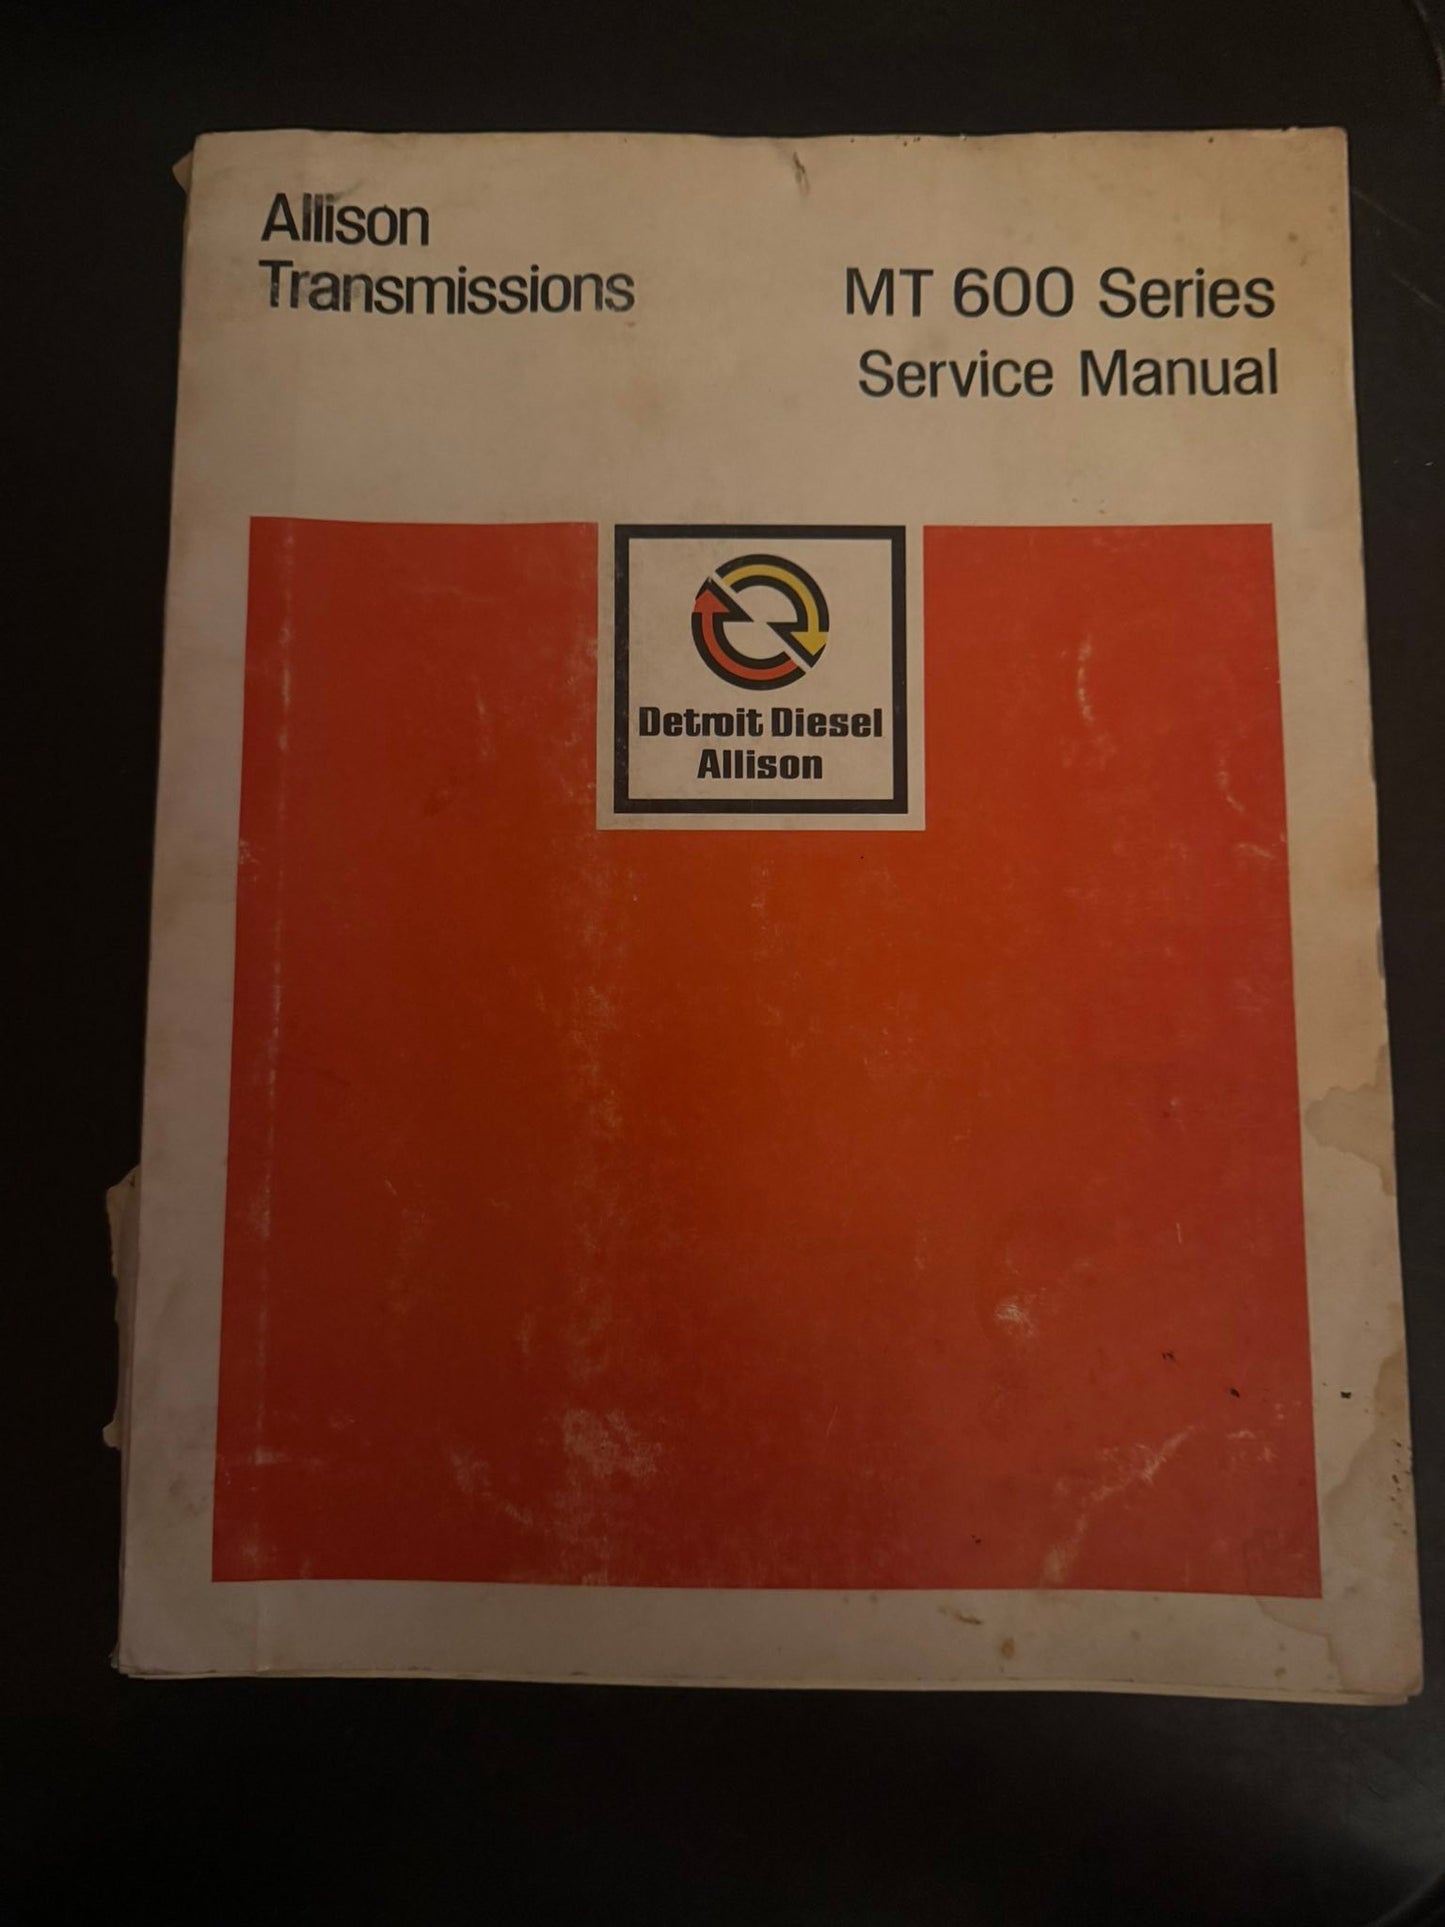 Allison
Transmissions
MT 600 Series
Service Manual
Detroit Diesel
Allison